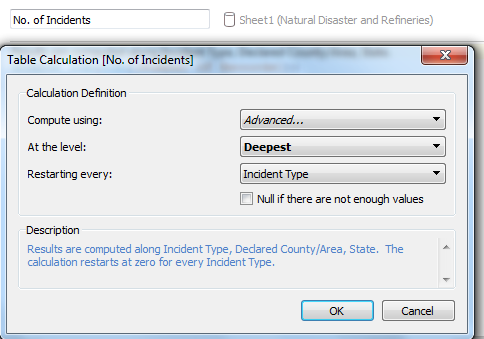 No. of Incidents
Sheet1 (Natural Disaster and Refineries)
Table Calculation [No. of Incidents]
Calculation Definition
Compute using:
Advanced...
At the level:
Deepest
Restarting every:
Incident Type
Null if there are not enough values
Description
Results are computed along Incident Type, Declared County/Area, State. The
calculation restarts at zero for every Incident Type.
OK
Cancel